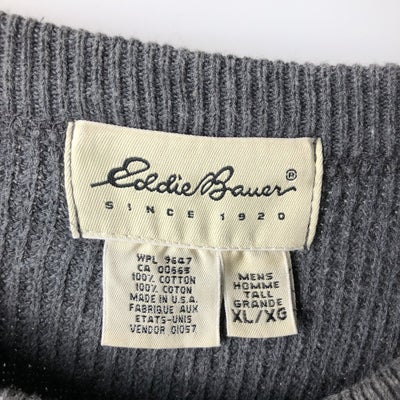 Eddie Bauer®
SINCE 1920
WPL 9647
CA 00665
100% COTTON
100% COTON
MADE IN U.S.A.
FABRIQUE AUX
ETATS-UNIS
VENDOR 01057
MENS
HOMME
TALL
GRANDE
XL/XG